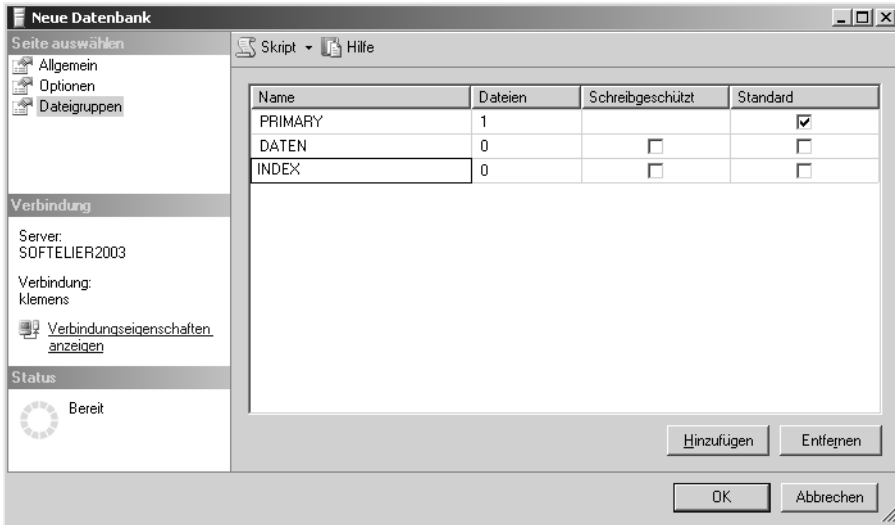 Neue Datenbank
Seite auswählen
Allgemein
Optionen
Dateigruppen
Skript Hilfe
Name Dateien Schreibgeschützt Standard
PRIMARY 1
DATEN 0
INDEX 0
Verbindung
Server:
SOFTELIER2003
Verbindung:
klemens
Verbindungseigenschaften
anzeigen
Status
Bereit
Hinzufügen Entfernen
OK Abbrechen